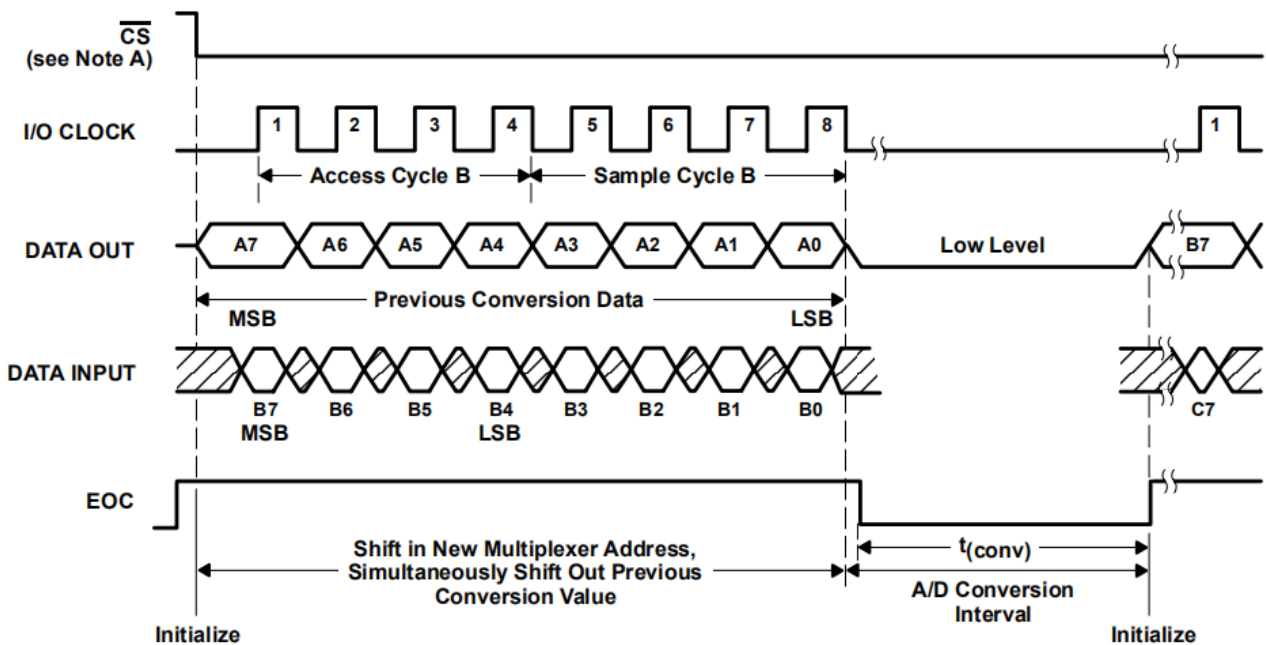 CS
(see Note A)
I/O CLOCK
1 2 3 4 5 6 7 8 1
Access Cycle B Sample Cycle B
DATA OUT
A7 A6 A5 A4 A3 A2 A1 A0 Low Level B7
Previous Conversion Data
MSB LSB
DATA INPUT
B7 B6 B5 B4 B3 B2 B1 B0 C7
MSB LSB
EOC
Shift in New Multiplexer Address,
Simultaneously Shift Out Previous
Conversion Value
t(conv)
A/D Conversion
Interval
Initialize Initialize